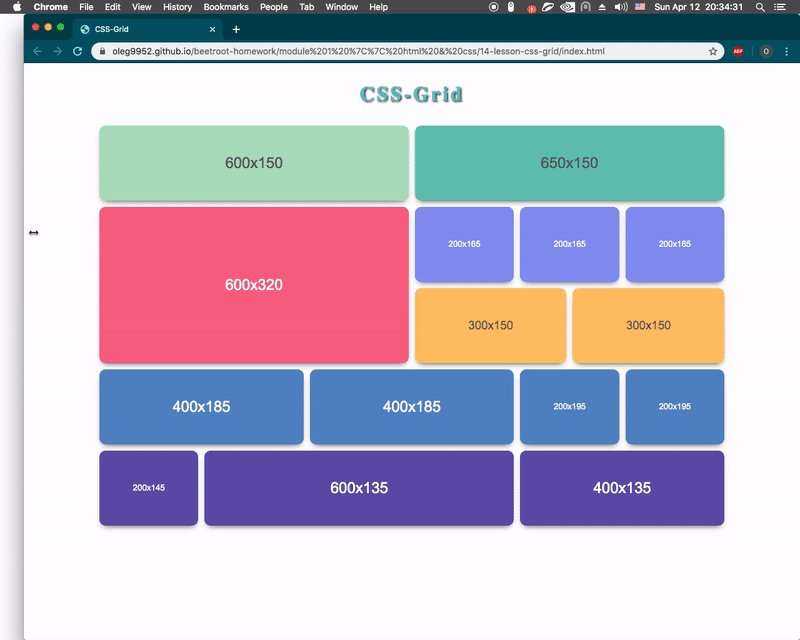 Chrome File Edit View History Bookmarks People Tab Window Help Sun Apr 12 20:34:31
CSS-Grid
oleg9952.github.io/beetroot-homework/module%201%20%7C%7C%20html%20&%20css/14-lesson-css-grid/index.html ABP O
CSS-Grid
600x150 650x150
600x320 200x165 200x165 200x165
300x150 300x150
400x185 400x185 200x195 200x195
200x145 600x135 400x135